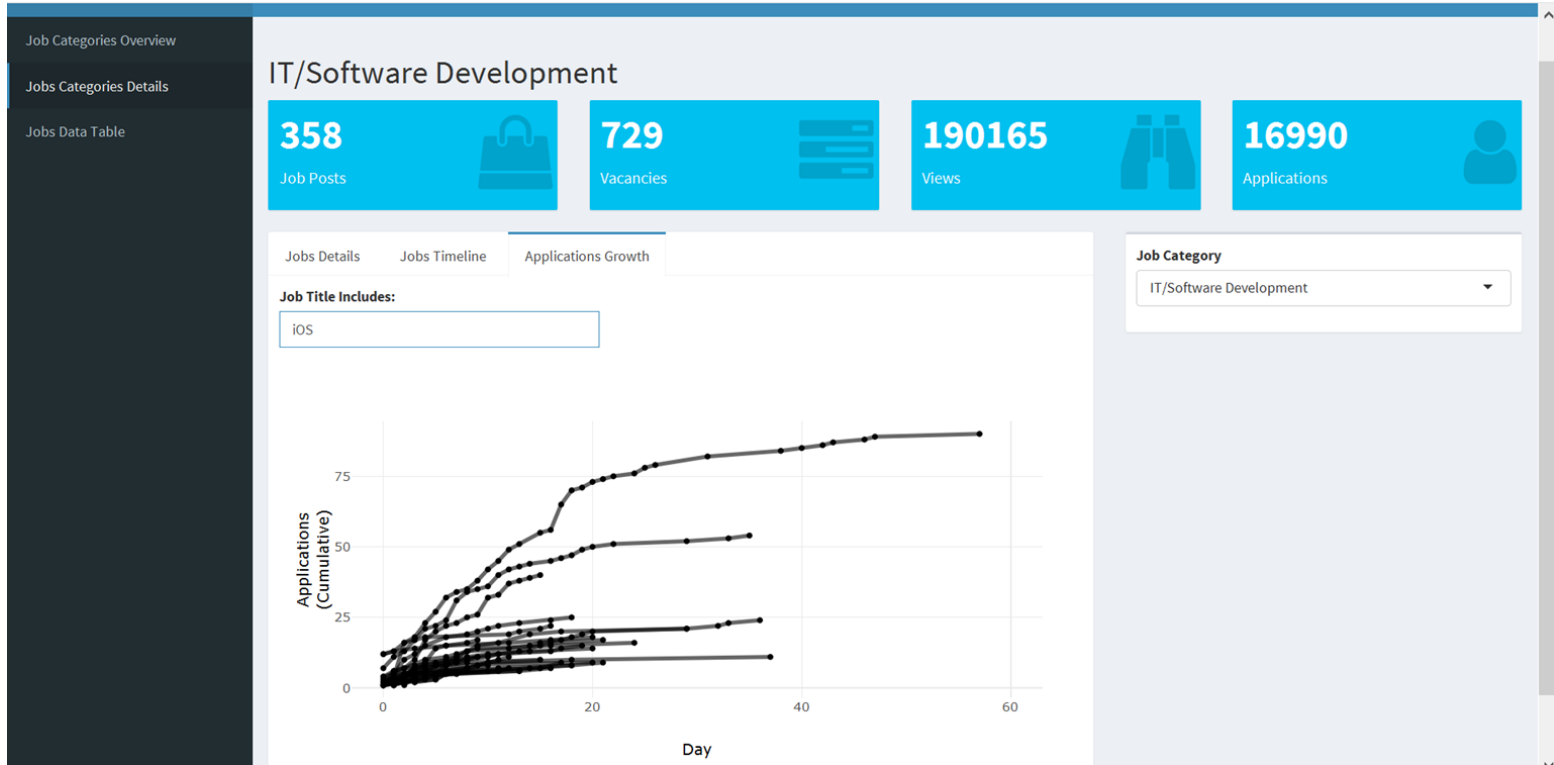 Job Categories Overview
Jobs Categories Details
Jobs Data Table
IT/Software Development
358
Job Posts
729
Vacancies
190165
Views
16990
Applications
Jobs Details
Jobs Timeline
Applications Growth
Job Title Includes:
iOS
Job Category
IT/Software Development
Applications
(Cumulative)
75
50
25
0
0
20
40
60
Day